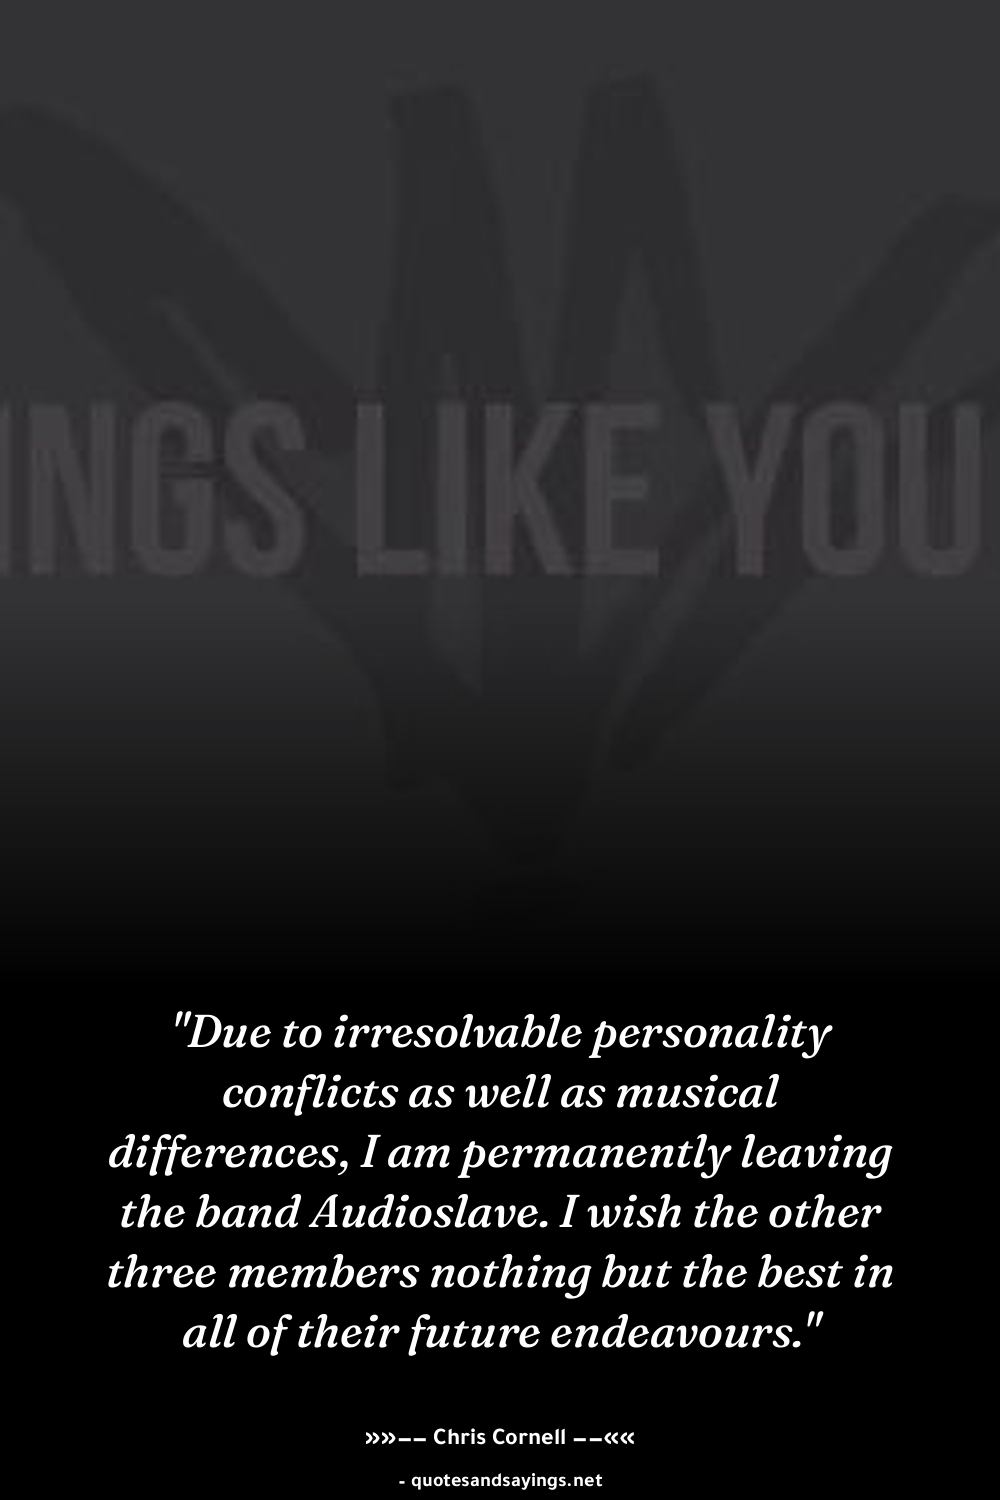 INGS LIKE YOU
"Due to irresolvable personality
conflicts as well as musical
differences, I am permanently leaving
the band Audioslave. I wish the other
three members nothing but the best in
all of their future endeavours."
»»–– Chris Cornell ––««
- quotesandsayings.net